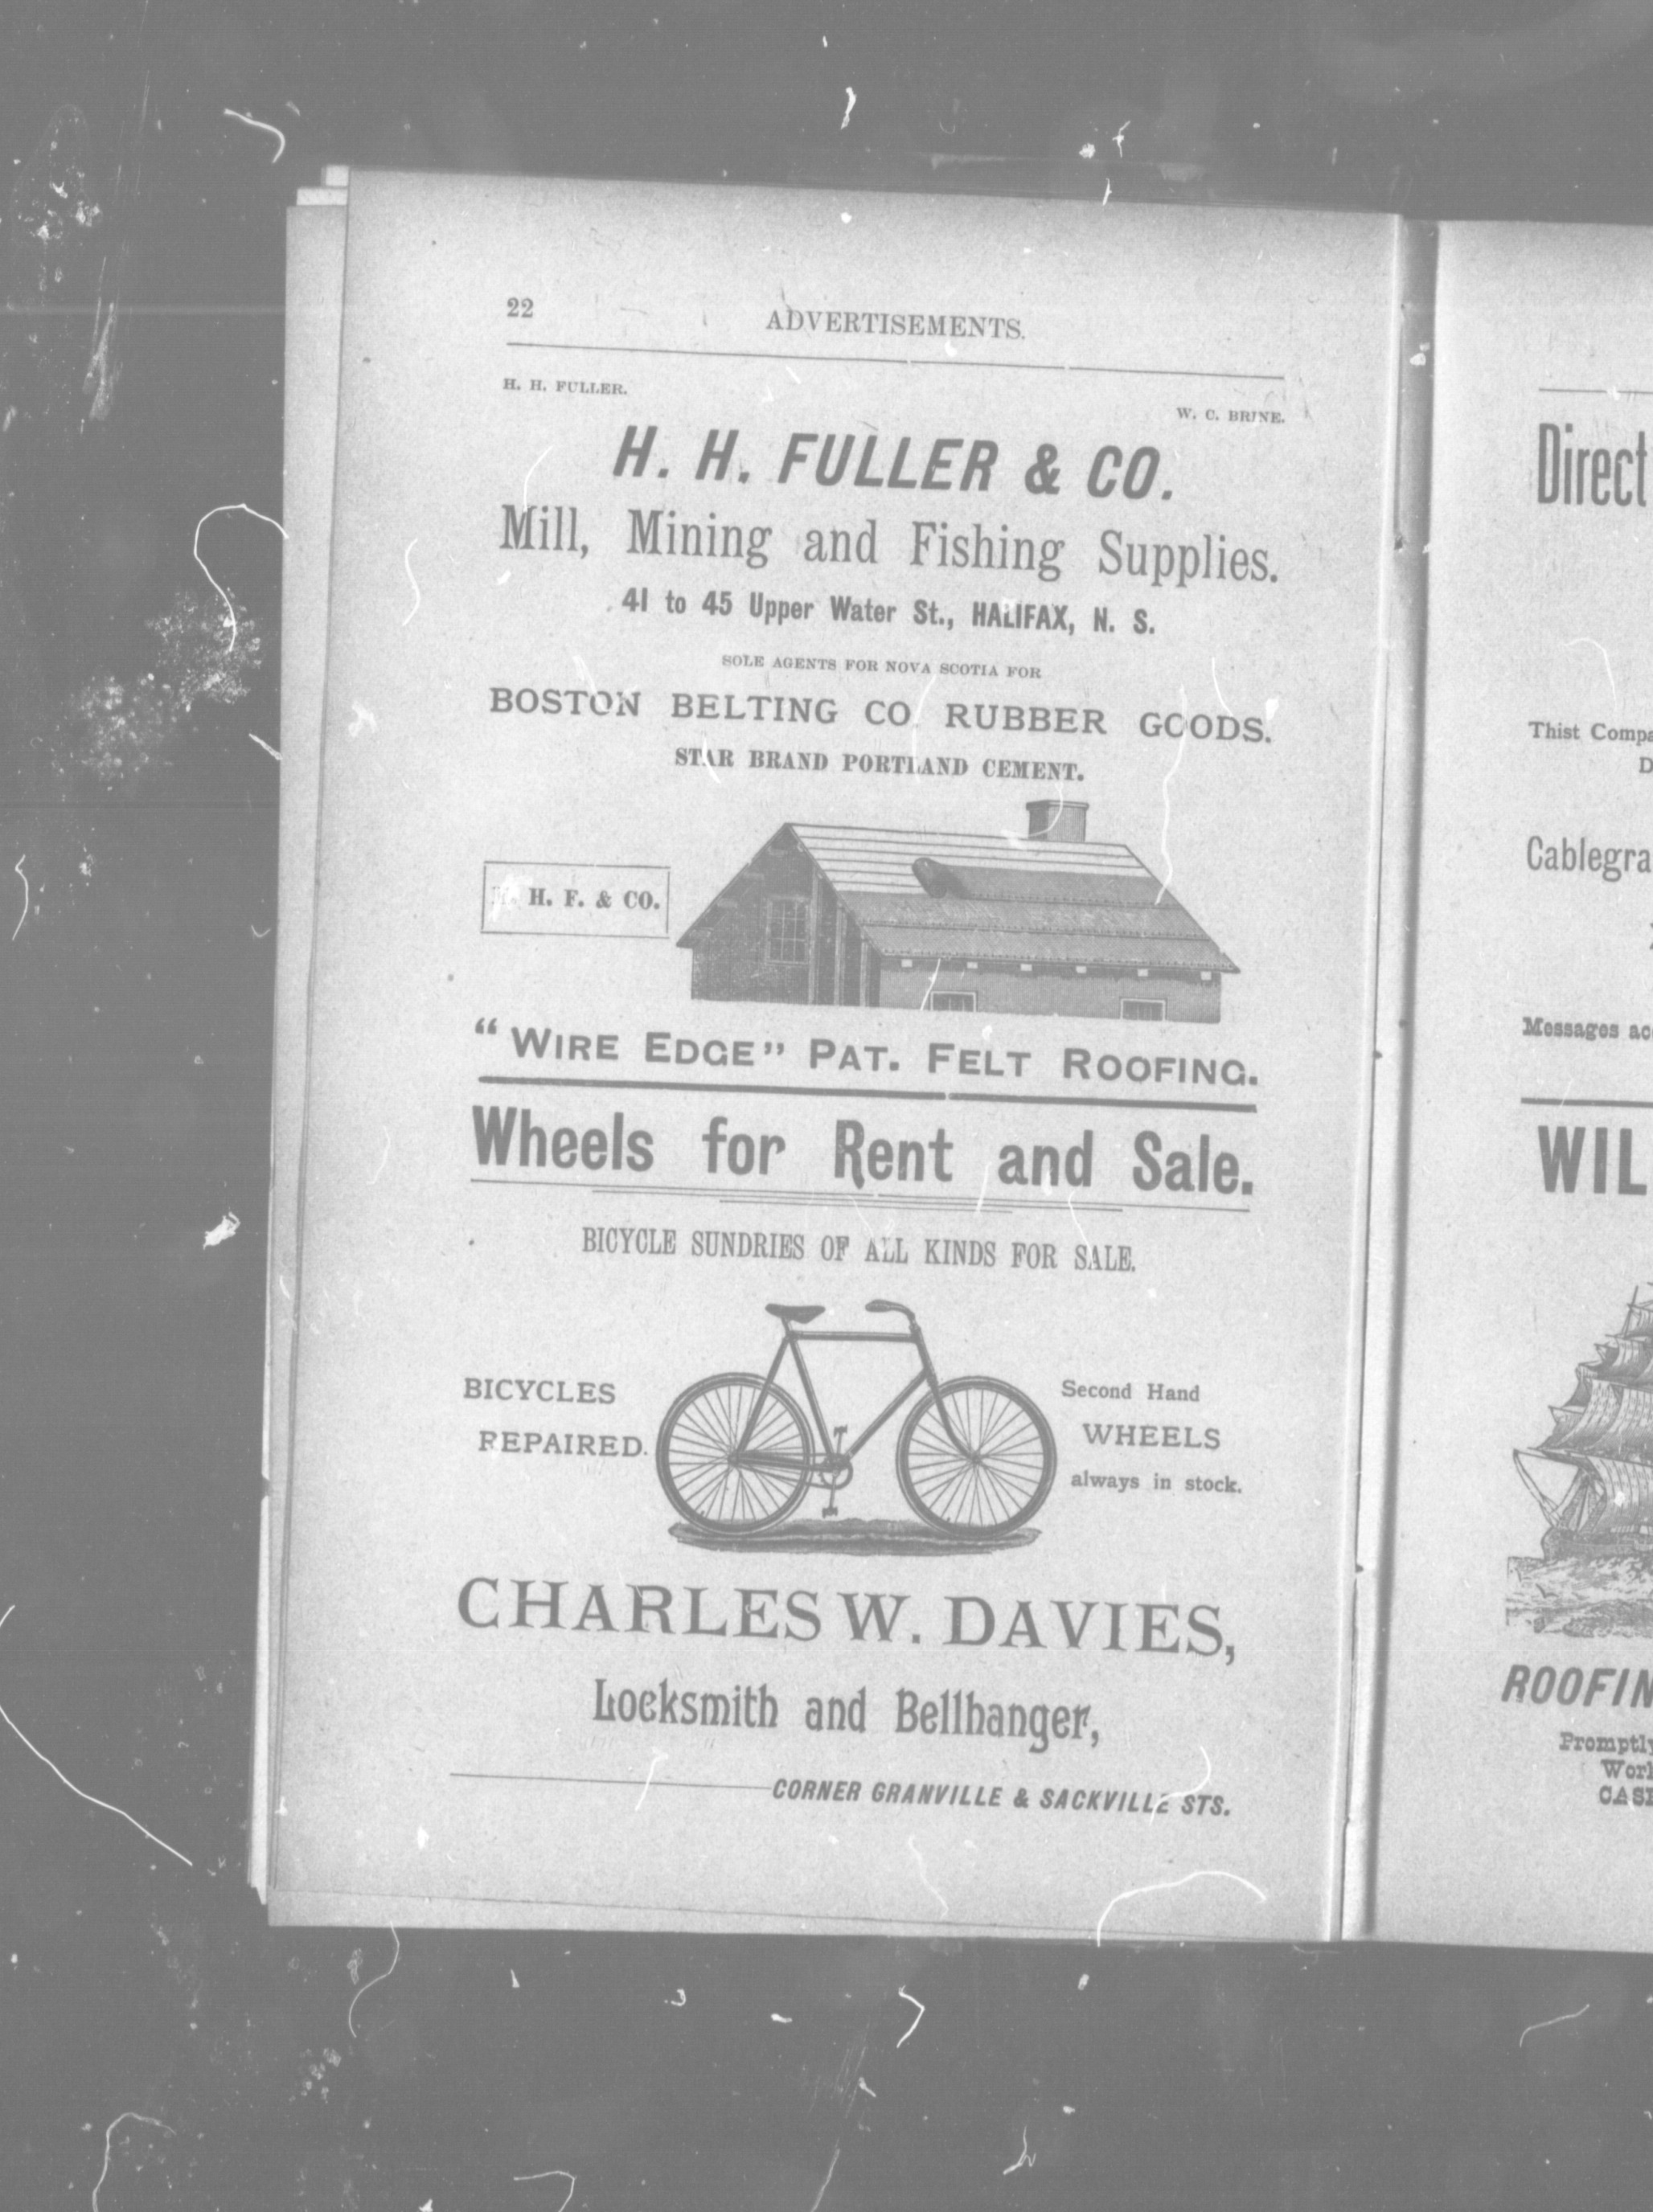 22
ADVERTISEMENTS.
H. H. FULLER.
W. C. BRINE.
H. H. FULLER & CO.
Mill, Mining and Fishing Supplies.
41 to 45 Upper Water St., HALIFAX, N. S.
SOLE AGENTS FOR NOVA SCOTIA FOR
BOSTON BELTING CO. RUBBER GOODS.
STAR BRAND PORTLAND CEMENT.
H. F. & CO.
"WIRE EDGE" PAT. FELT ROOFING.
Wheels for Rent and Sale.
BICYCLE SUNDRIES OF ALL KINDS FOR SALE.
BICYCLES
REPAIRED.
Second Hand
WHEELS
always in stock.
CHARLES W. DAVIES,
Locksmith and Bellhanger,
CORNER GRANVILLE & SACKVILLE STS.
Direct
Thist Compa
D
Cablegra
Messages ac
WIL
ROOFIN
Promptly
Worl
CASH